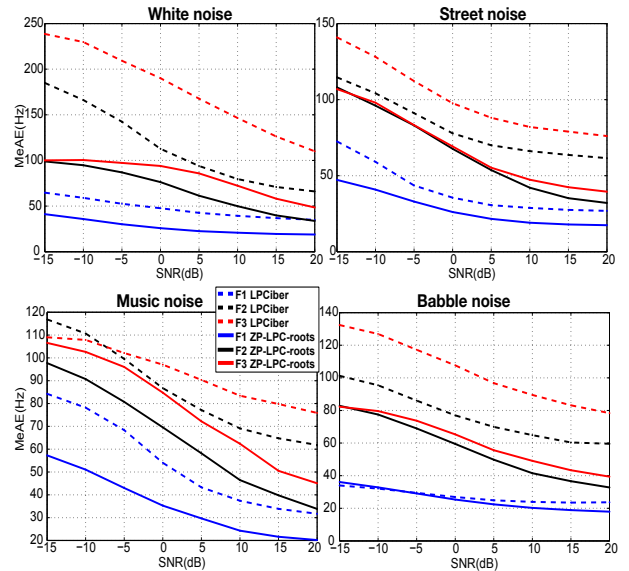 White noise
MeAE(Hz)
250
200
150
100
50
0
−15 −10 −5 0 5 10 15 20
SNR(dB)
Street noise
150
100
50
0
−15 −10 −5 0 5 10 15 20
SNR(dB)
Music noise
MeAE(Hz)
120
110
100
90
80
70
60
50
40
30
20
−15 −10 −5 0 5 10 15 20
SNR(dB)
F1 LPCiber
F2 LPCiber
F3 LPCiber
F1 ZP−LPC−roots
F2 ZP−LPC−roots
F3 ZP−LPC−roots
Babble noise
140
120
100
80
60
40
20
0
−15 −10 −5 0 5 10 15 20
SNR(dB)